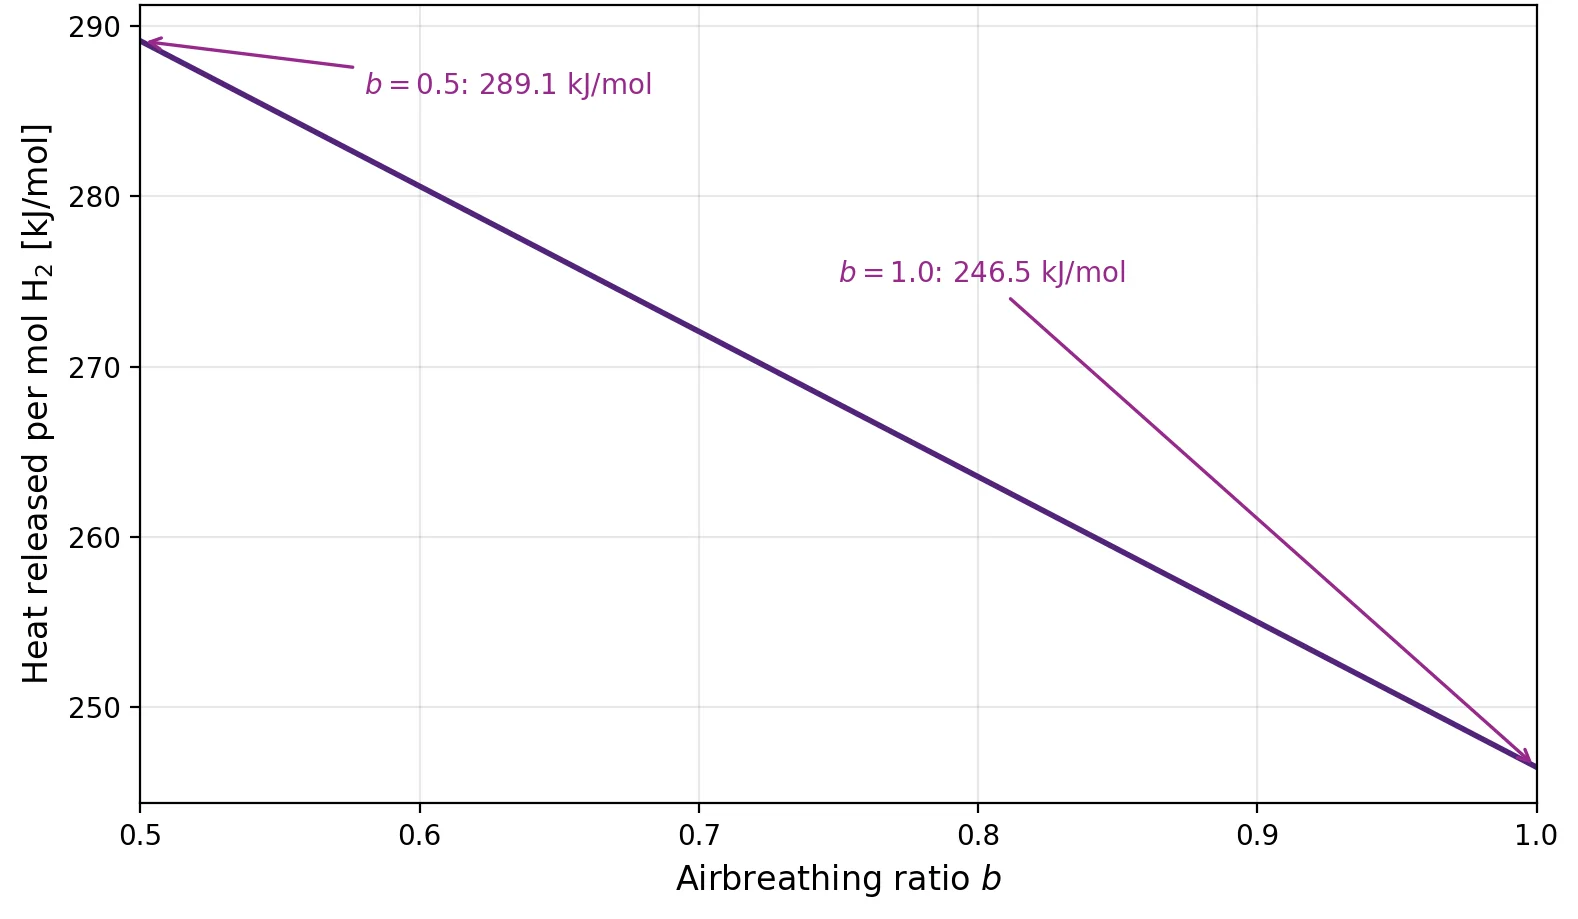 290
280
270
260
250
Heat released per mol H₂ [kJ/mol]
b = 0.5: 289.1 kJ/mol
b = 1.0: 246.5 kJ/mol
0.5 0.6 0.7 0.8 0.9 1.0
Airbreathing ratio b